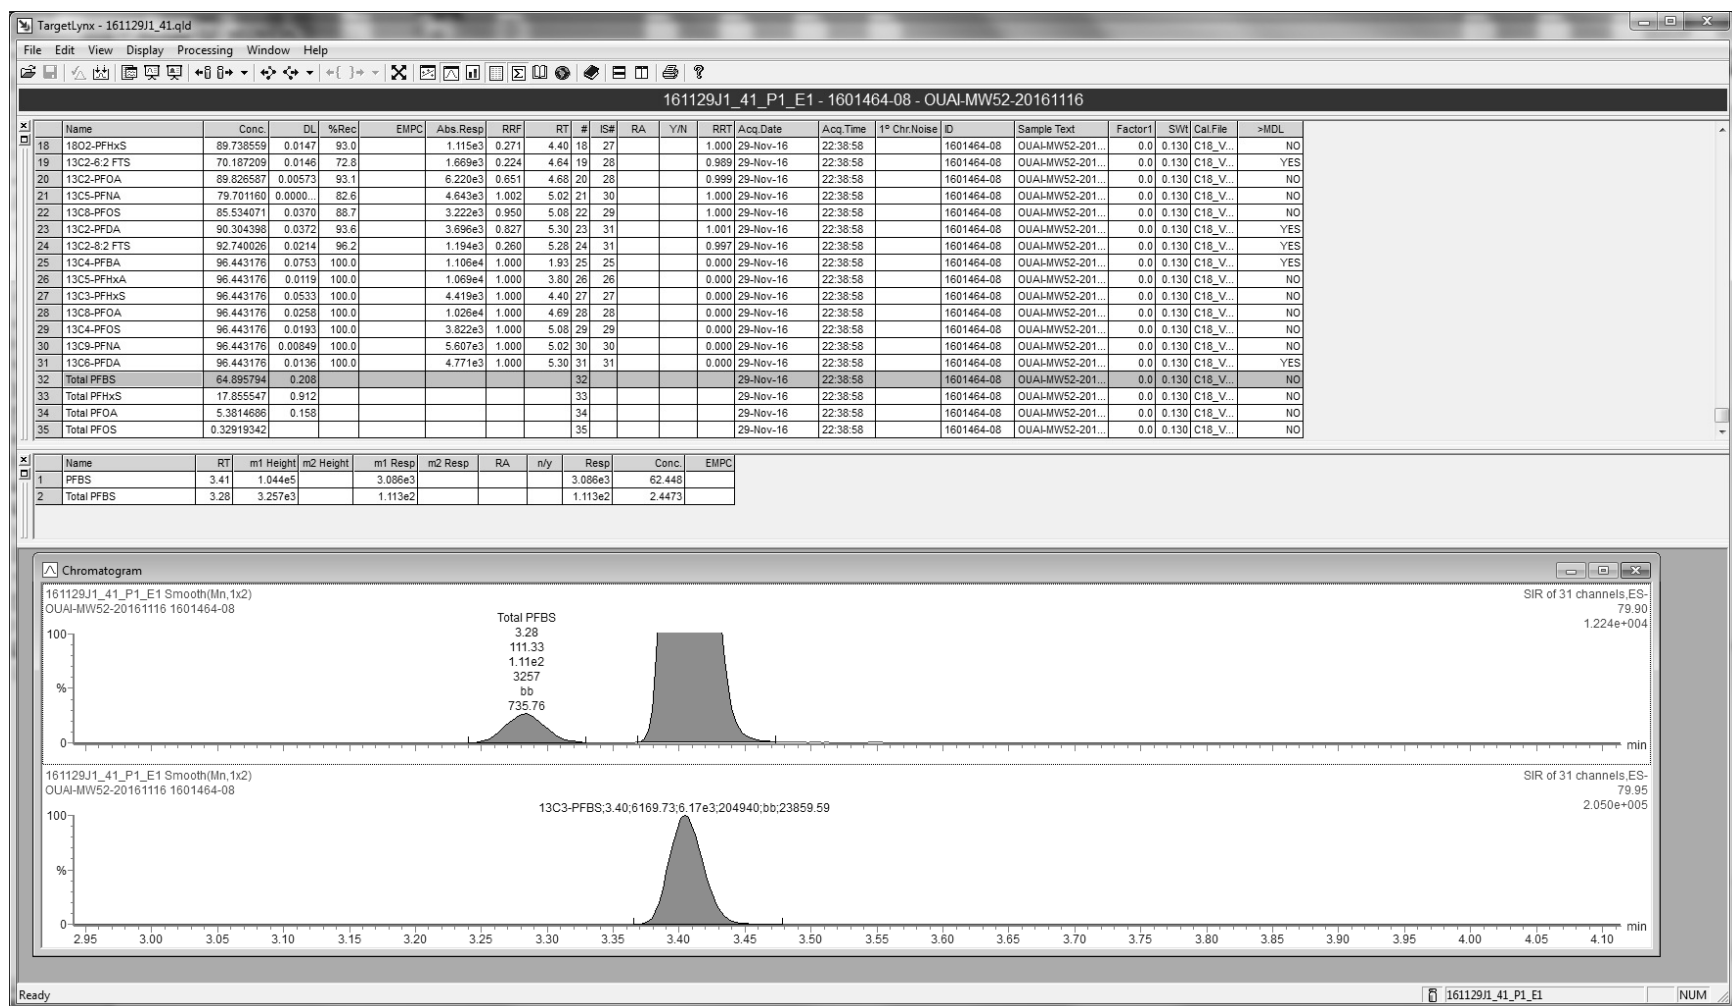 TargetLynx - 161129J1_41.qld
File Edit View Display Processing Window Help
161129J1_41_P1_E1 - 1601464-08 - OUAI-MW52-20161116
Name Conc. DL %Rec EMPC Abs.Resp RRF RT # IS# RA Y/N RRT Acq.Date Acq.Time 1° Chr.Noise ID Sample Text Factor1 SWt Cal.File >MDL
18 18O2-PFHxS 89.738559 0.0147 93.0 1.115e3 0.271 4.40 18 27 1.000 29-Nov-16 22:38:58 1601464-08 OUAI-MW52-201... 0.0 0.130 C18_V... NO
19 13C2-6:2 FTS 70.187209 0.0146 72.8 1.669e3 0.224 4.64 19 28 0.989 29-Nov-16 22:38:58 1601464-08 OUAI-MW52-201... 0.0 0.130 C18_V... YES
20 13C2-PFOA 89.826587 0.00573 93.1 6.220e3 0.651 4.68 20 28 0.999 29-Nov-16 22:38:58 1601464-08 OUAI-MW52-201... 0.0 0.130 C18_V... NO
21 13C5-PFNA 79.701160 0.0000... 82.6 4.643e3 1.002 5.02 21 30 1.000 29-Nov-16 22:38:58 1601464-08 OUAI-MW52-201... 0.0 0.130 C18_V... NO
22 13C8-PFOS 85.534071 0.0370 88.7 3.222e3 0.950 5.08 22 29 1.000 29-Nov-16 22:38:58 1601464-08 OUAI-MW52-201... 0.0 0.130 C18_V... NO
23 13C2-PFDA 90.304398 0.0372 93.6 3.696e3 0.827 5.30 23 31 1.001 29-Nov-16 22:38:58 1601464-08 OUAI-MW52-201... 0.0 0.130 C18_V... YES
24 13C2-8:2 FTS 92.740026 0.0214 96.2 1.194e3 0.260 5.28 24 31 0.997 29-Nov-16 22:38:58 1601464-08 OUAI-MW52-201... 0.0 0.130 C18_V... YES
25 13C4-PFBA 96.443176 0.0753 100.0 1.106e4 1.000 1.93 25 25 0.000 29-Nov-16 22:38:58 1601464-08 OUAI-MW52-201... 0.0 0.130 C18_V... YES
26 13C5-PFHxA 96.443176 0.0119 100.0 1.069e4 1.000 3.80 26 26 0.000 29-Nov-16 22:38:58 1601464-08 OUAI-MW52-201... 0.0 0.130 C18_V... NO
27 13C3-PFHxS 96.443176 0.0533 100.0 4.419e3 1.000 4.40 27 27 0.000 29-Nov-16 22:38:58 1601464-08 OUAI-MW52-201... 0.0 0.130 C18_V... NO
28 13C8-PFOA 96.443176 0.0258 100.0 1.026e4 1.000 4.69 28 28 0.000 29-Nov-16 22:38:58 1601464-08 OUAI-MW52-201... 0.0 0.130 C18_V... NO
29 13C4-PFOS 96.443176 0.0193 100.0 3.822e3 1.000 5.08 29 29 0.000 29-Nov-16 22:38:58 1601464-08 OUAI-MW52-201... 0.0 0.130 C18_V... NO
30 13C9-PFNA 96.443176 0.00849 100.0 5.607e3 1.000 5.02 30 30 0.000 29-Nov-16 22:38:58 1601464-08 OUAI-MW52-201... 0.0 0.130 C18_V... NO
31 13C6-PFDA 96.443176 0.0136 100.0 4.771e3 1.000 5.30 31 31 0.000 29-Nov-16 22:38:58 1601464-08 OUAI-MW52-201... 0.0 0.130 C18_V... YES
32 Total PFBS 64.895794 0.208 32 29-Nov-16 22:38:58 1601464-08 OUAI-MW52-201... 0.0 0.130 C18_V... NO
33 Total PFHxS 17.855547 0.912 33 29-Nov-16 22:38:58 1601464-08 OUAI-MW52-201... 0.0 0.130 C18_V... NO
34 Total PFOA 5.3814686 0.158 34 29-Nov-16 22:38:58 1601464-08 OUAI-MW52-201... 0.0 0.130 C18_V... NO
35 Total PFOS 0.32919342 35 29-Nov-16 22:38:58 1601464-08 OUAI-MW52-201... 0.0 0.130 C18_V... NO
Name RT m1 Height m2 Height m1 Resp m2 Resp RA n/y Resp Conc. EMPC
1 PFBS 3.41 1.044e5 3.086e3 3.086e3 62.448
2 Total PFBS 3.28 3.257e3 1.113e2 1.113e2 2.4473
Chromatogram
161129J1_41_P1_E1 Smooth(Mn,1x2) SIR of 31 channels,ES-
OUAI-MW52-20161116 1601464-08 79.90
1.224e+004
Total PFBS
3.28
111.33
1.11e2
3257
bb
735.76
100
%
0
min
161129J1_41_P1_E1 Smooth(Mn,1x2) SIR of 31 channels,ES-
OUAI-MW52-20161116 1601464-08 79.95
2.050e+005
13C3-PFBS;3.40;6169.73;6.17e3;204940;bb;23859.59
100
%
0
min
2.95 3.00 3.05 3.10 3.15 3.20 3.25 3.30 3.35 3.40 3.45 3.50 3.55 3.60 3.65 3.70 3.75 3.80 3.85 3.90 3.95 4.00 4.05 4.10
Ready 161129J1_41_P1_E1 NUM